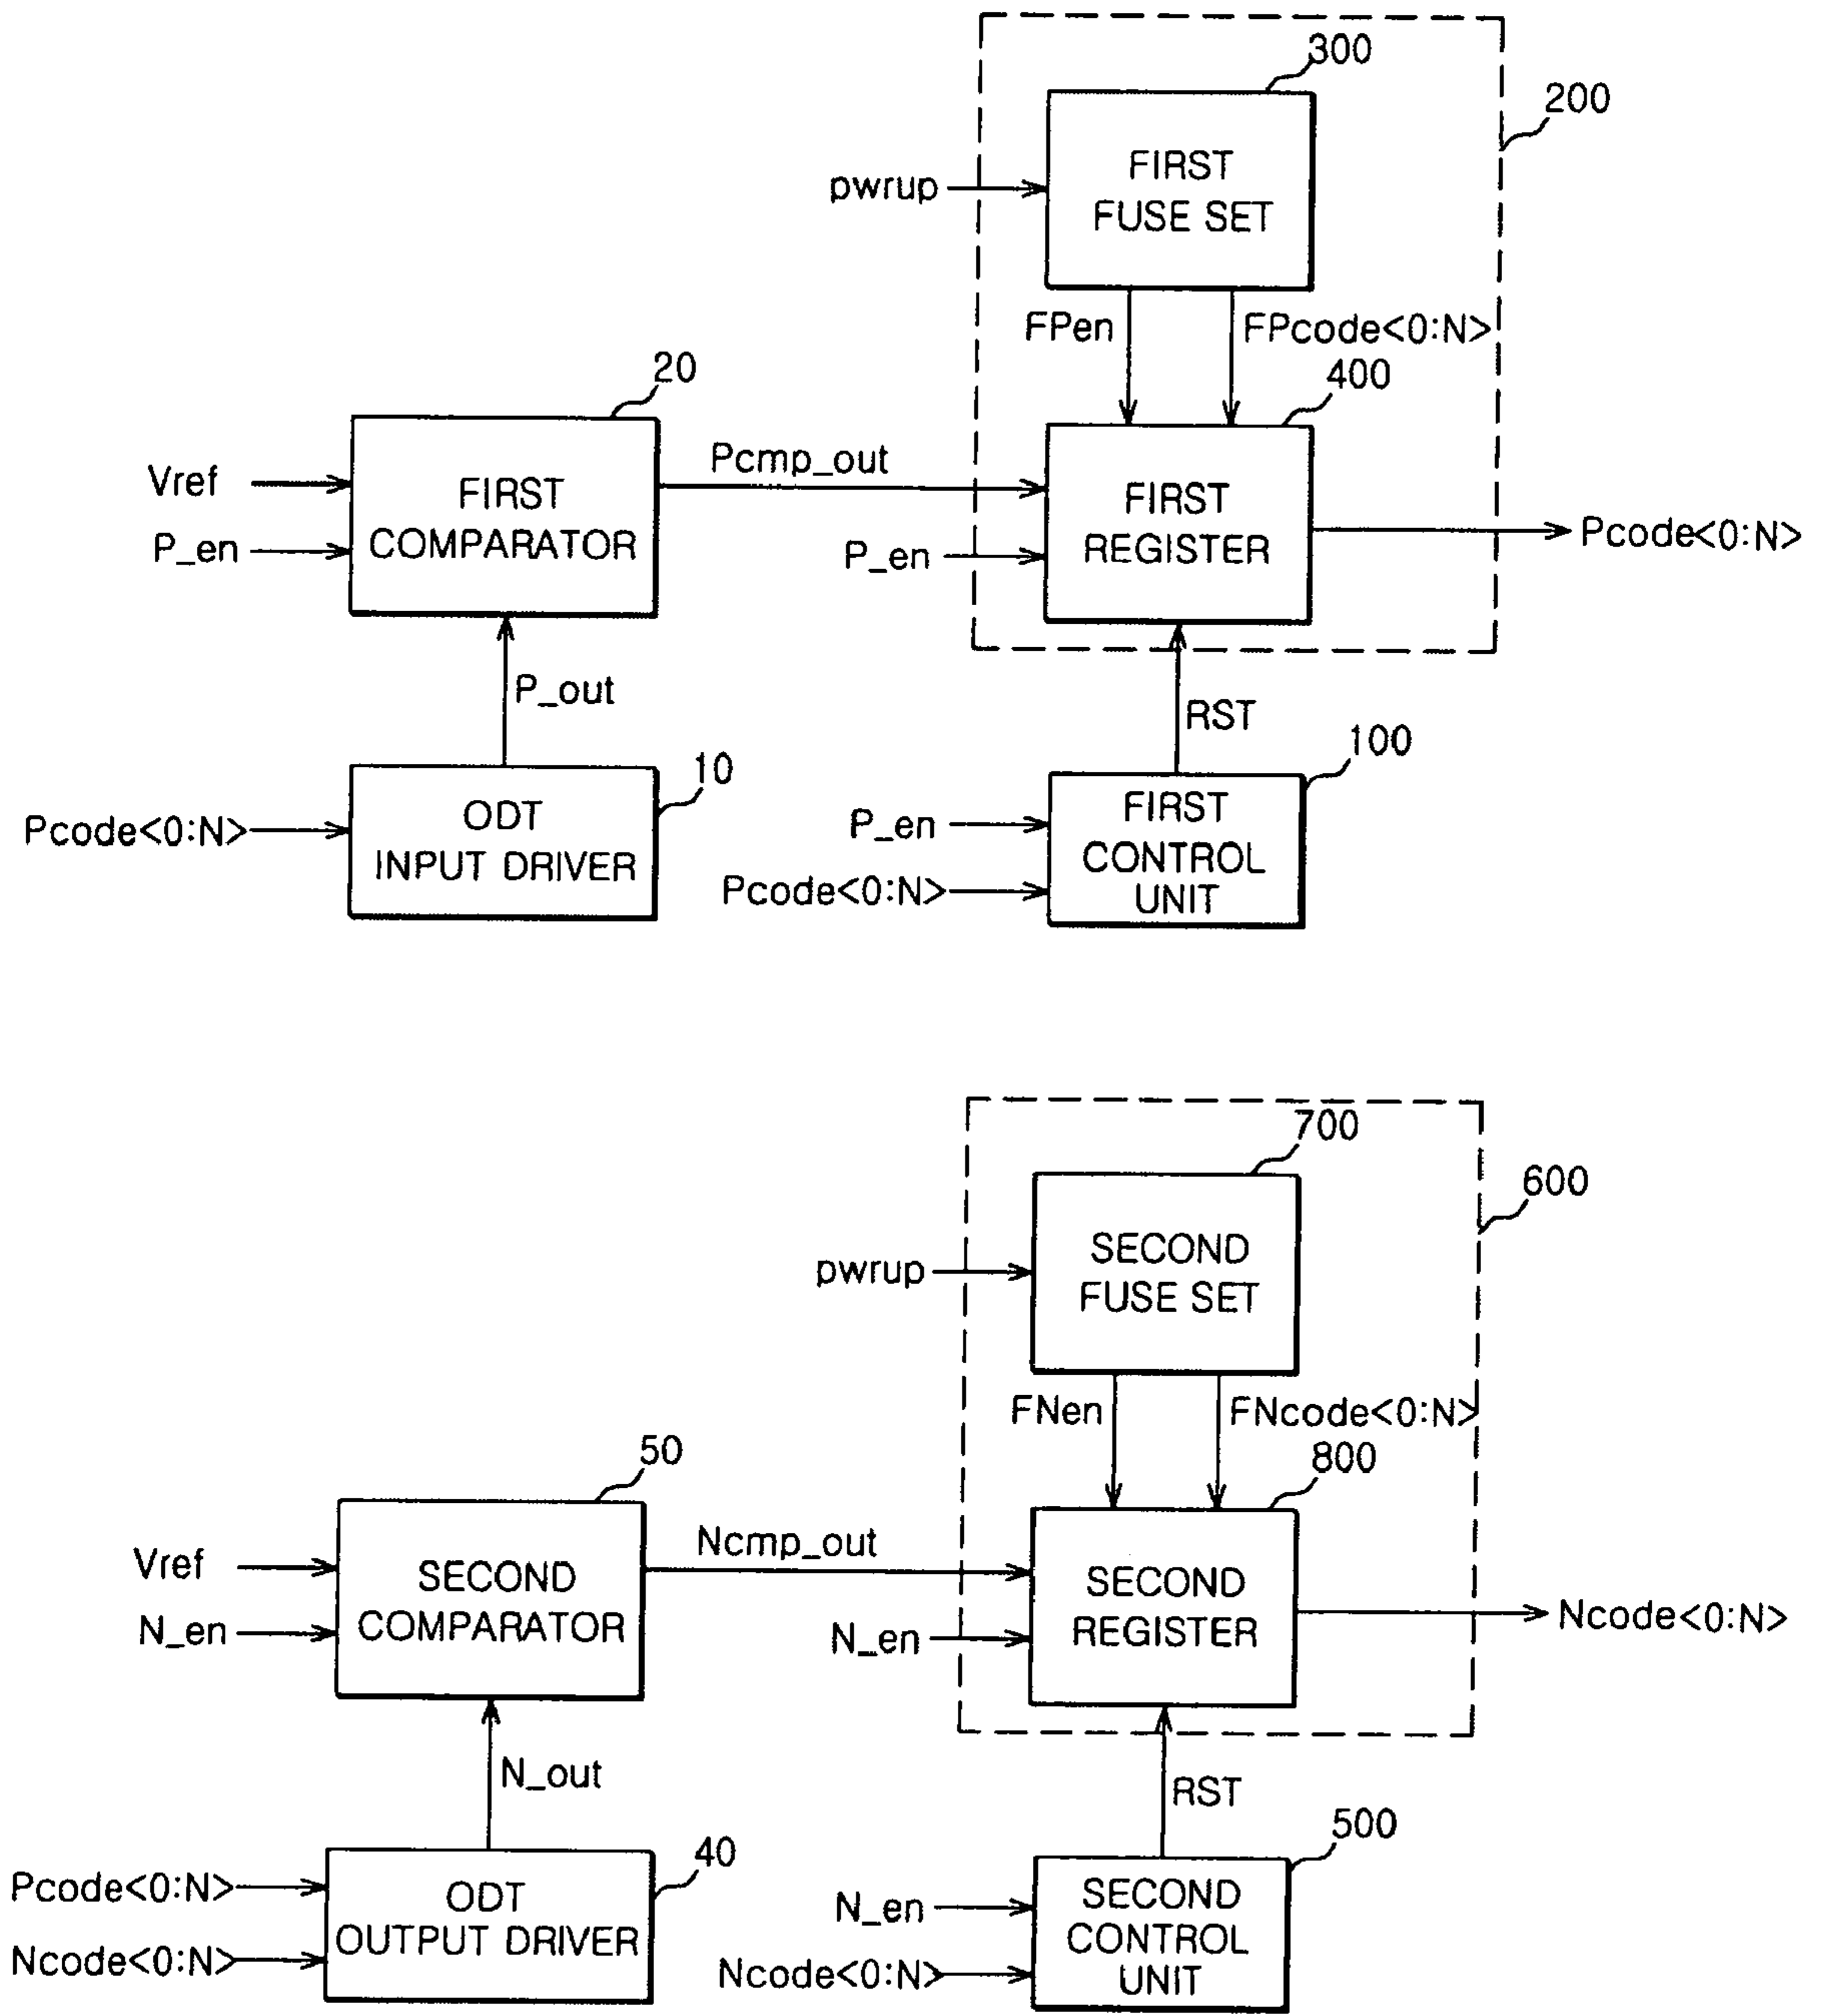 300
200
FIRST
FUSE SET
pwrup
FPen
FPcode<0:N>
400
20
Pcmp_out
Vref
FIRST
COMPARATOR
P_en
FIRST
REGISTER
P_en
Pcode<0:N>
P_out
RST
100
10
Pcode<0:N>
ODT
INPUT DRIVER
P_en
FIRST
CONTROL
UNIT
Pcode<0:N>
700
600
SECOND
FUSE SET
pwrup
FNen
FNcode<0:N>
800
50
Ncmp_out
Vref
SECOND
COMPARATOR
N_en
SECOND
REGISTER
N_en
Ncode<0:N>
N_out
RST
500
40
Pcode<0:N>
ODT
OUTPUT DRIVER
Ncode<0:N>
N_en
SECOND
CONTROL
UNIT
Ncode<0:N>